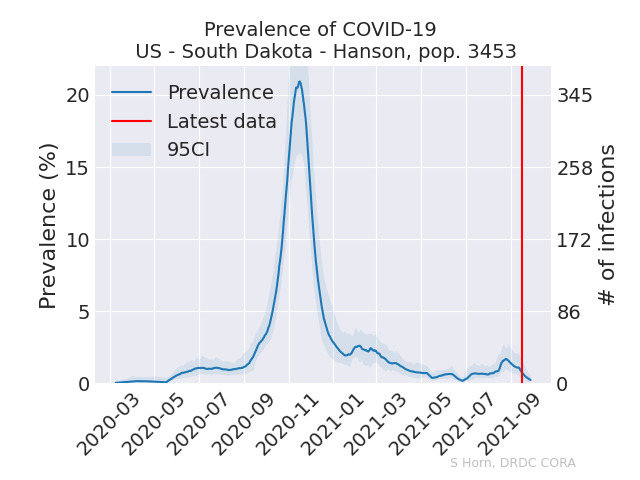 Prevalence of COVID-19
US - South Dakota - Hanson, pop. 3453
Prevalence
Latest data
95CI
Prevalence (%)
20
15
10
5
0
345
258
172
86
0
# of infections
2020-03
2020-05
2020-07
2020-09
2020-11
2021-01
2021-03
2021-05
2021-07
2021-09
S Horn, DRDC CORA